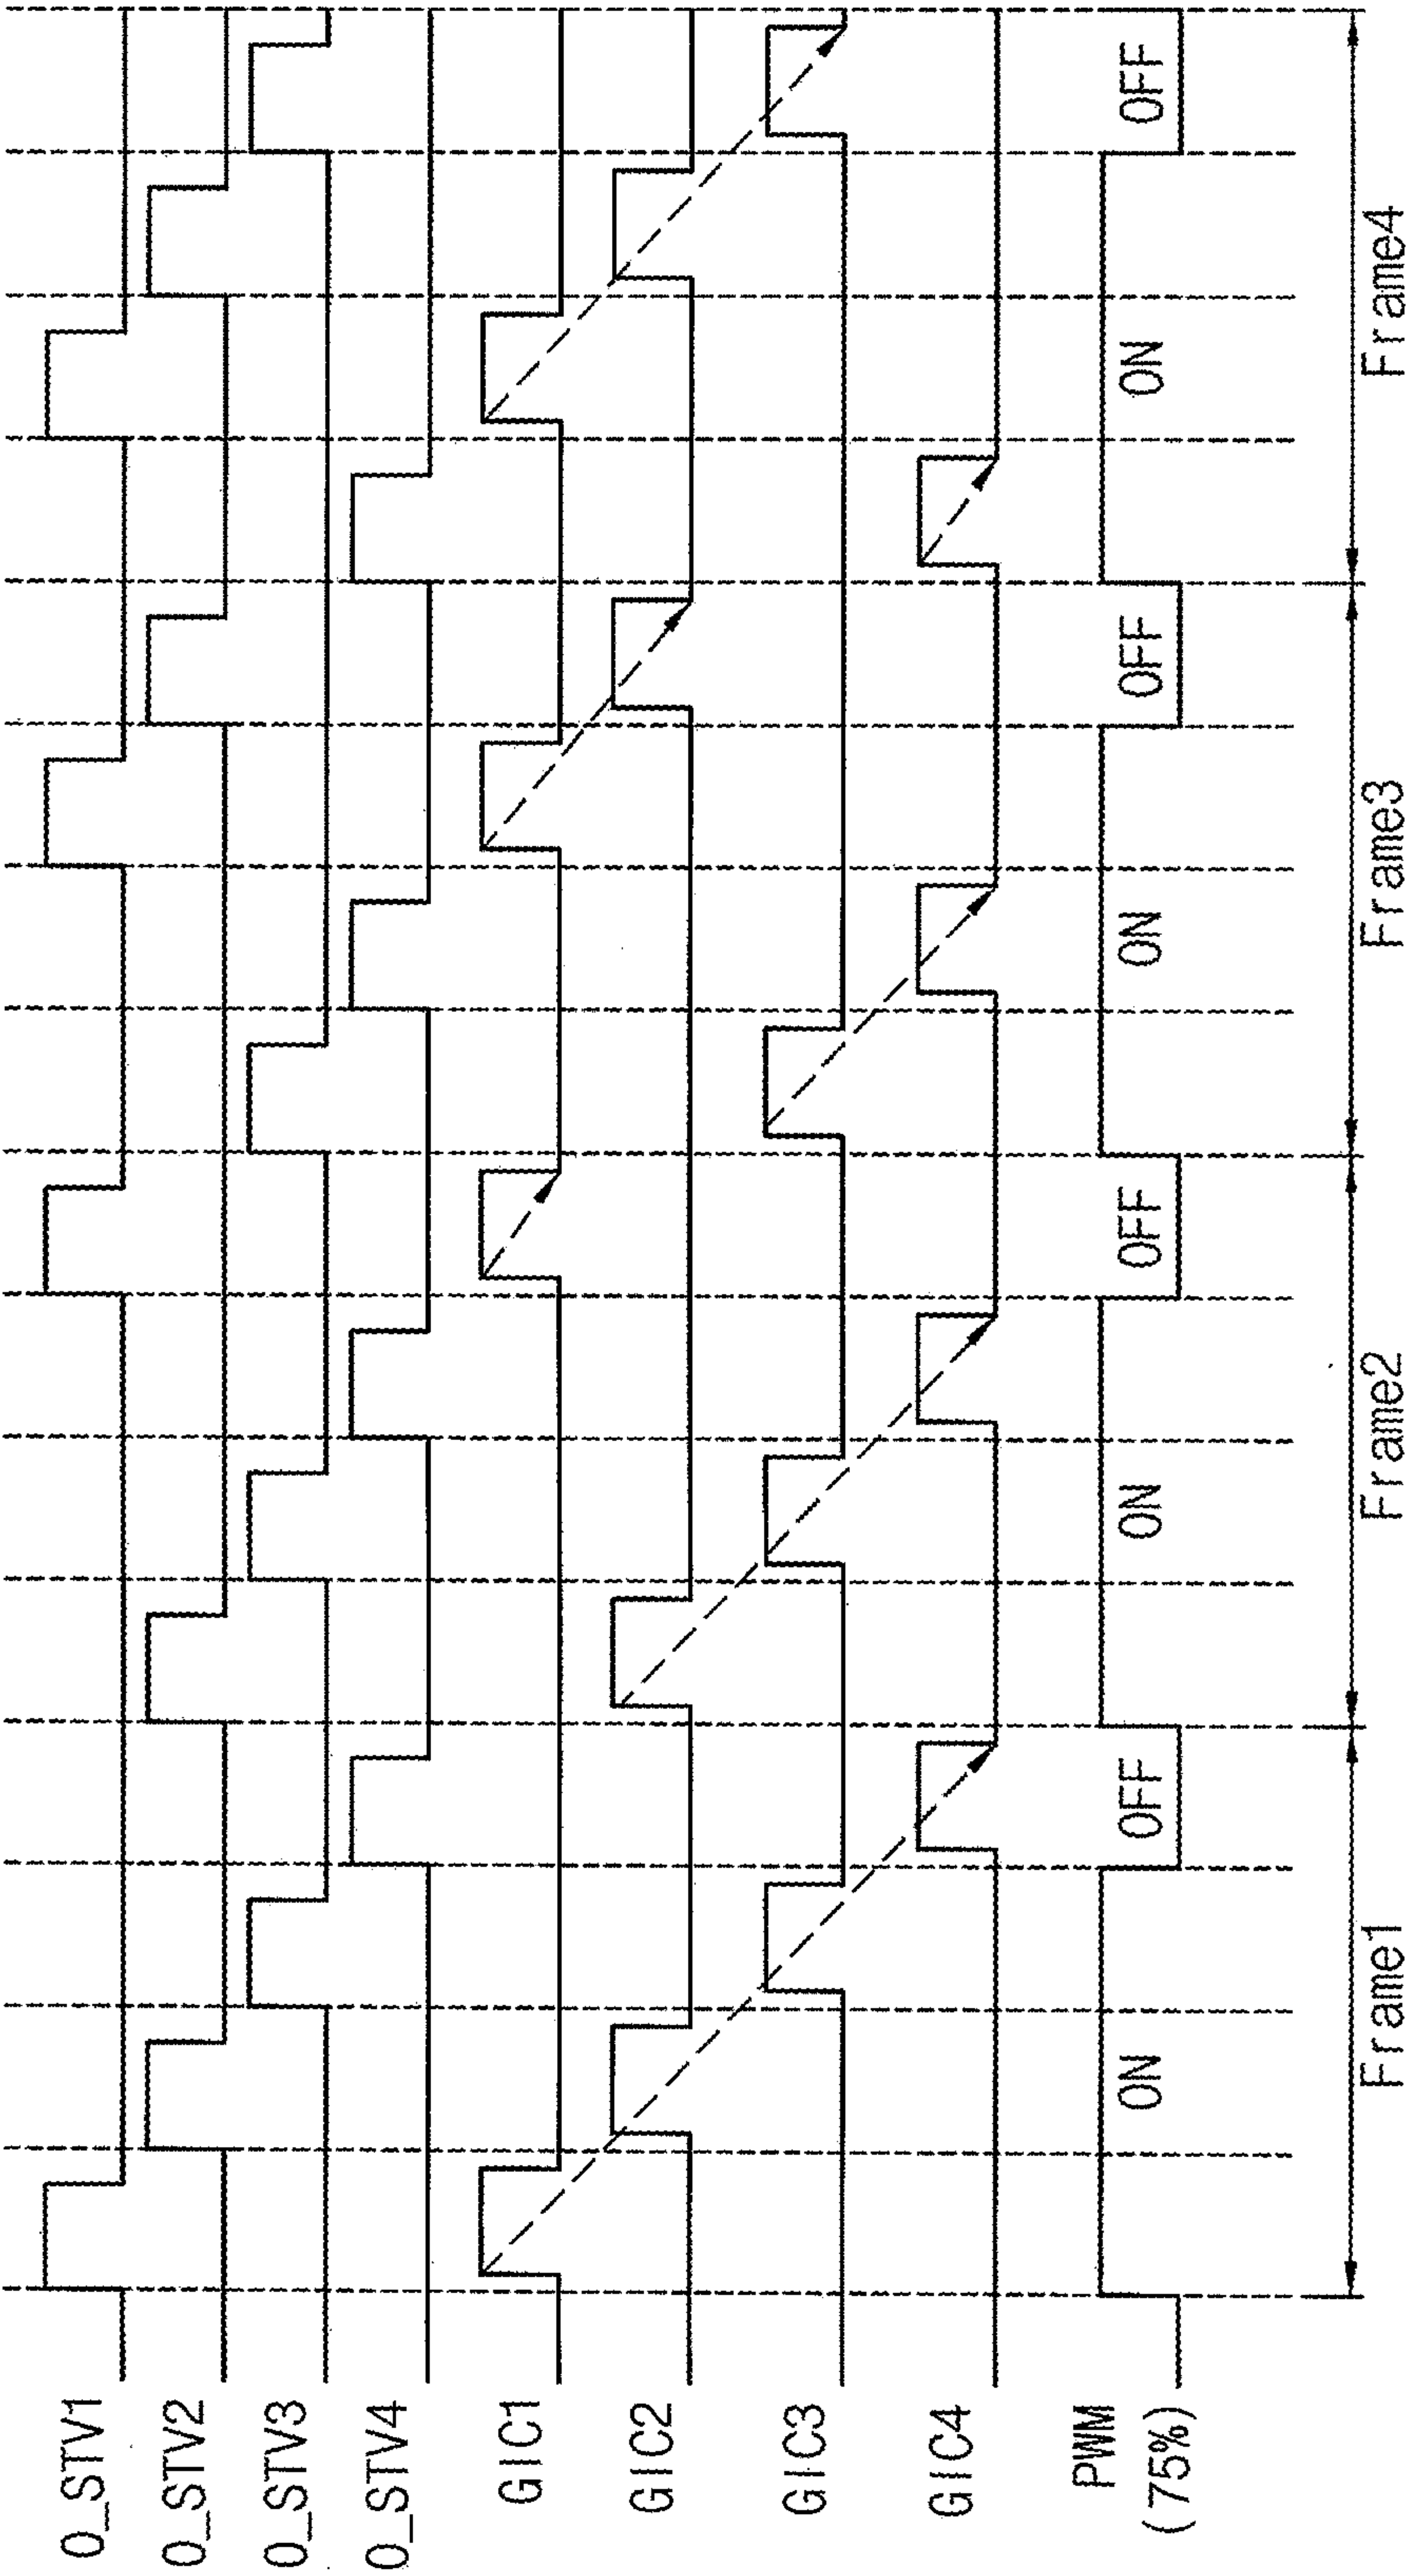 O_STV1
O_STV2
O_STV3
O_STV4
GIC1
GIC2
GIC3
GIC4
PWM
(75%)
ON
OFF
ON
OFF
ON
OFF
ON
OFF
Frame1
Frame2
Frame3
Frame4